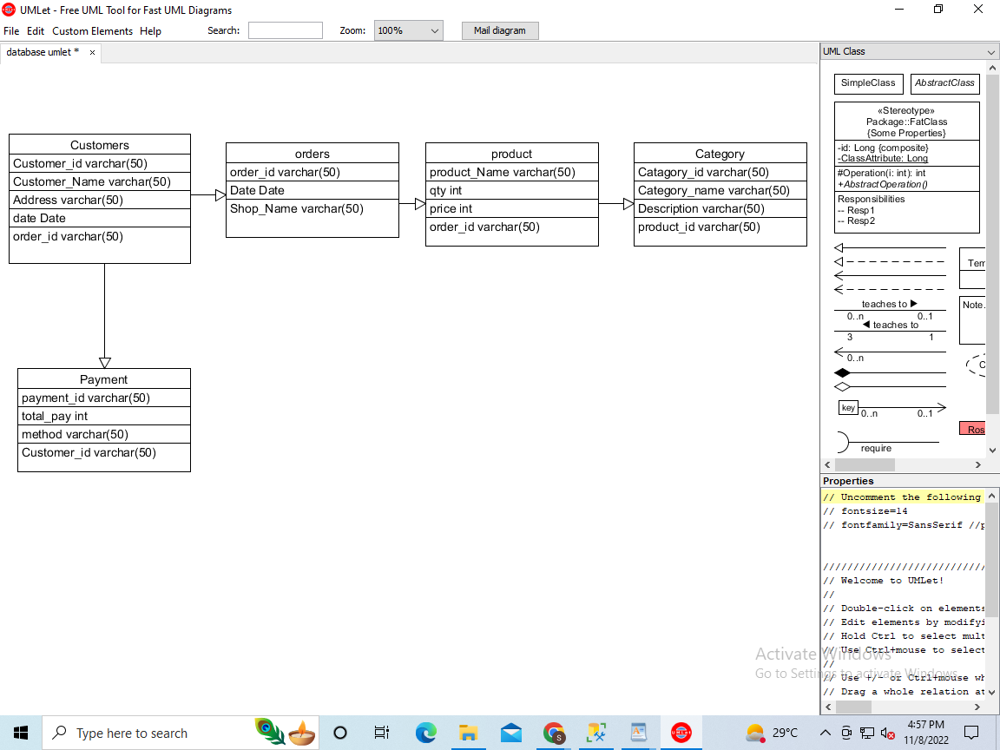 UMLet - Free UML Tool for Fast UML Diagrams
File Edit Custom Elements Help Search: Zoom: 100% Mail diagram
database umlet * ×
Customers
Customer_id varchar(50)
Customer_Name varchar(50)
Address varchar(50)
date Date
order_id varchar(50)
orders
order_id varchar(50)
Date Date
Shop_Name varchar(50)
product
product_Name varchar(50)
qty int
price int
order_id varchar(50)
Category
Catagory_id varchar(50)
Category_name varchar(50)
Description varchar(50)
product_id varchar(50)
Payment
payment_id varchar(50)
total_pay int
method varchar(50)
Customer_id varchar(50)
UML Class
SimpleClass
AbstractClass
«Stereotype»
Package::FatClass
{Some Properties}
-id: Long {composite}
-ClassAttribute: Long
#Operation(i: int): int
+AbstractOperation()
Responsibilities
-- Resp1
-- Resp2
teaches to
0..n 0..1
teaches to
3 1
0..n
key 0..n 0..1
require
Tem
Note.
Ros
Properties
// Uncomment the following
// fontsize=14
// fontfamily=SansSerif //p
///////////////////////////
// Welcome to UMLet!
//
// Double-click on elements
// Edit elements by modifyi
// Hold Ctrl to select mult
// Use Ctrl+mouse to select
//
// Use +/- or Ctrl+mouse wh
// Drag a whole relation at
Activate Windows
Go to Settings to activate Windows.
Type here to search
S
29°C
4:57 PM
11/8/2022